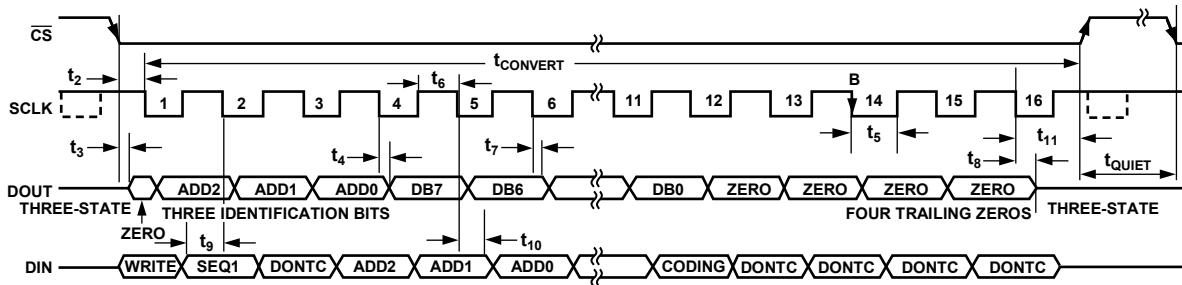 CS
t2
tCONVERT
t6
B
SCLK
1 2 3 4 5 6 11 12 13 14 15 16
t5
t11
t3
t4
t7
t8
tQUIET
DOUT
ADD2 ADD1 ADD0 DB7 DB6 DB0 ZERO ZERO ZERO ZERO
THREE-STATE
THREE IDENTIFICATION BITS
FOUR TRAILING ZEROS
THREE-STATE
ZERO
t9
t10
DIN
WRITE SEQ1 DONTC ADD2 ADD1 ADD0 CODING DONTC DONTC DONTC DONTC